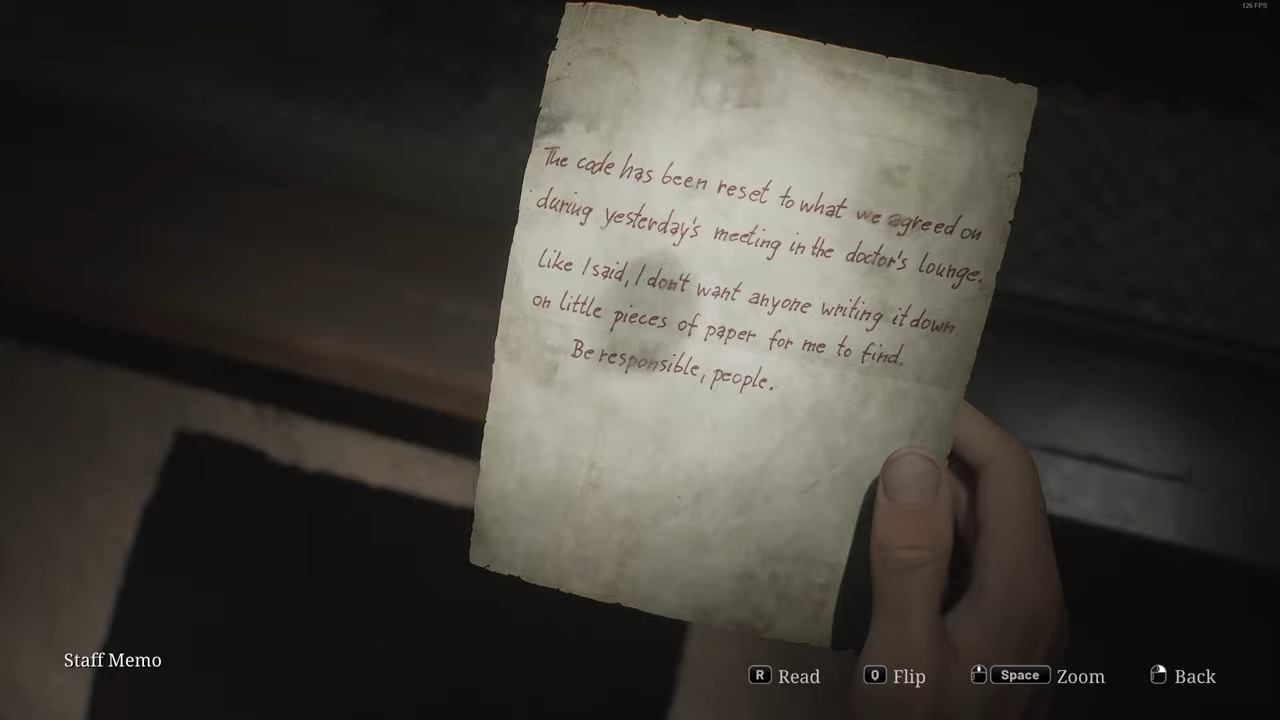 126 FPS
The code has been reset to what we agreed on
during yesterday's meeting in the doctor's lounge.
Like I said, I don't want anyone writing it down
on little pieces of paper for me to find.
Be responsible, people.
Staff Memo
R Read
Q Flip
Space Zoom
Back